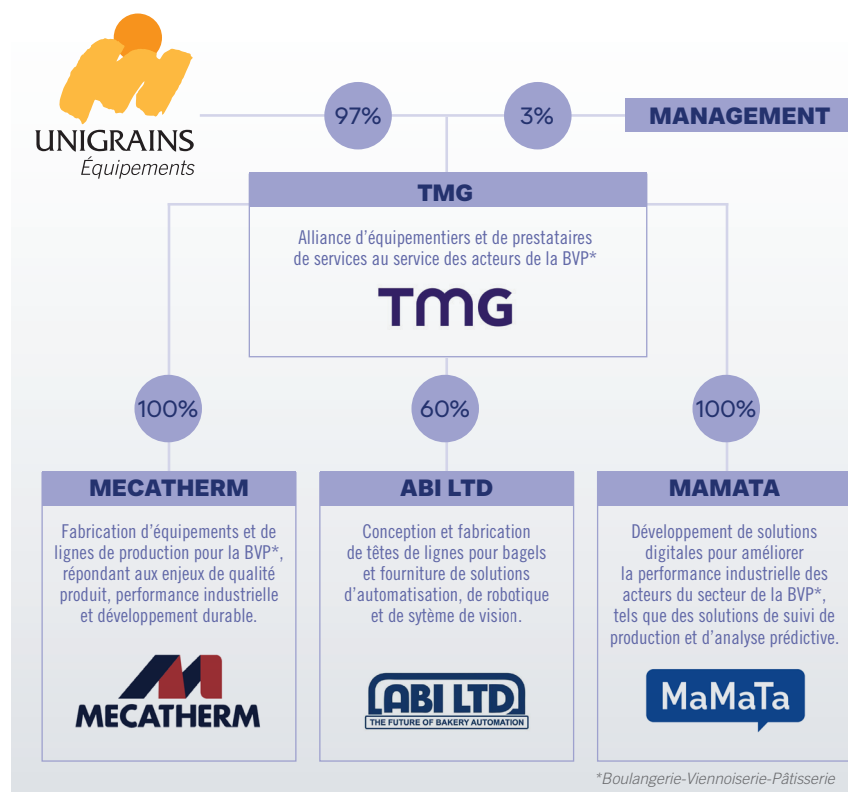 UNIGRAINS
Équipements
97%
3%
MANAGEMENT
TMG
Alliance d'équipementiers et de prestataires
de services au service des acteurs de la BVP*
TMG
100%
60%
100%
MECATHERM
Fabrication d'équipements et de
lignes de production pour la BVP*,
répondant aux enjeux de qualité
produit, performance industrielle
et développement durable.
MECATHERM
ABI LTD
Conception et fabrication
de têtes de lignes pour bagels
et fourniture de solutions
d'automatisation, de robotique
et de sytème de vision.
ABI LTD
THE FUTURE OF BAKERY AUTOMATION
MAMATA
Développement de solutions
digitales pour améliorer
la performance industrielle des
acteurs du secteur de la BVP*,
tels que des solutions de suivi de
production et d'analyse prédictive.
MaMaTa
*Boulangerie-Viennoiserie-Pâtisserie